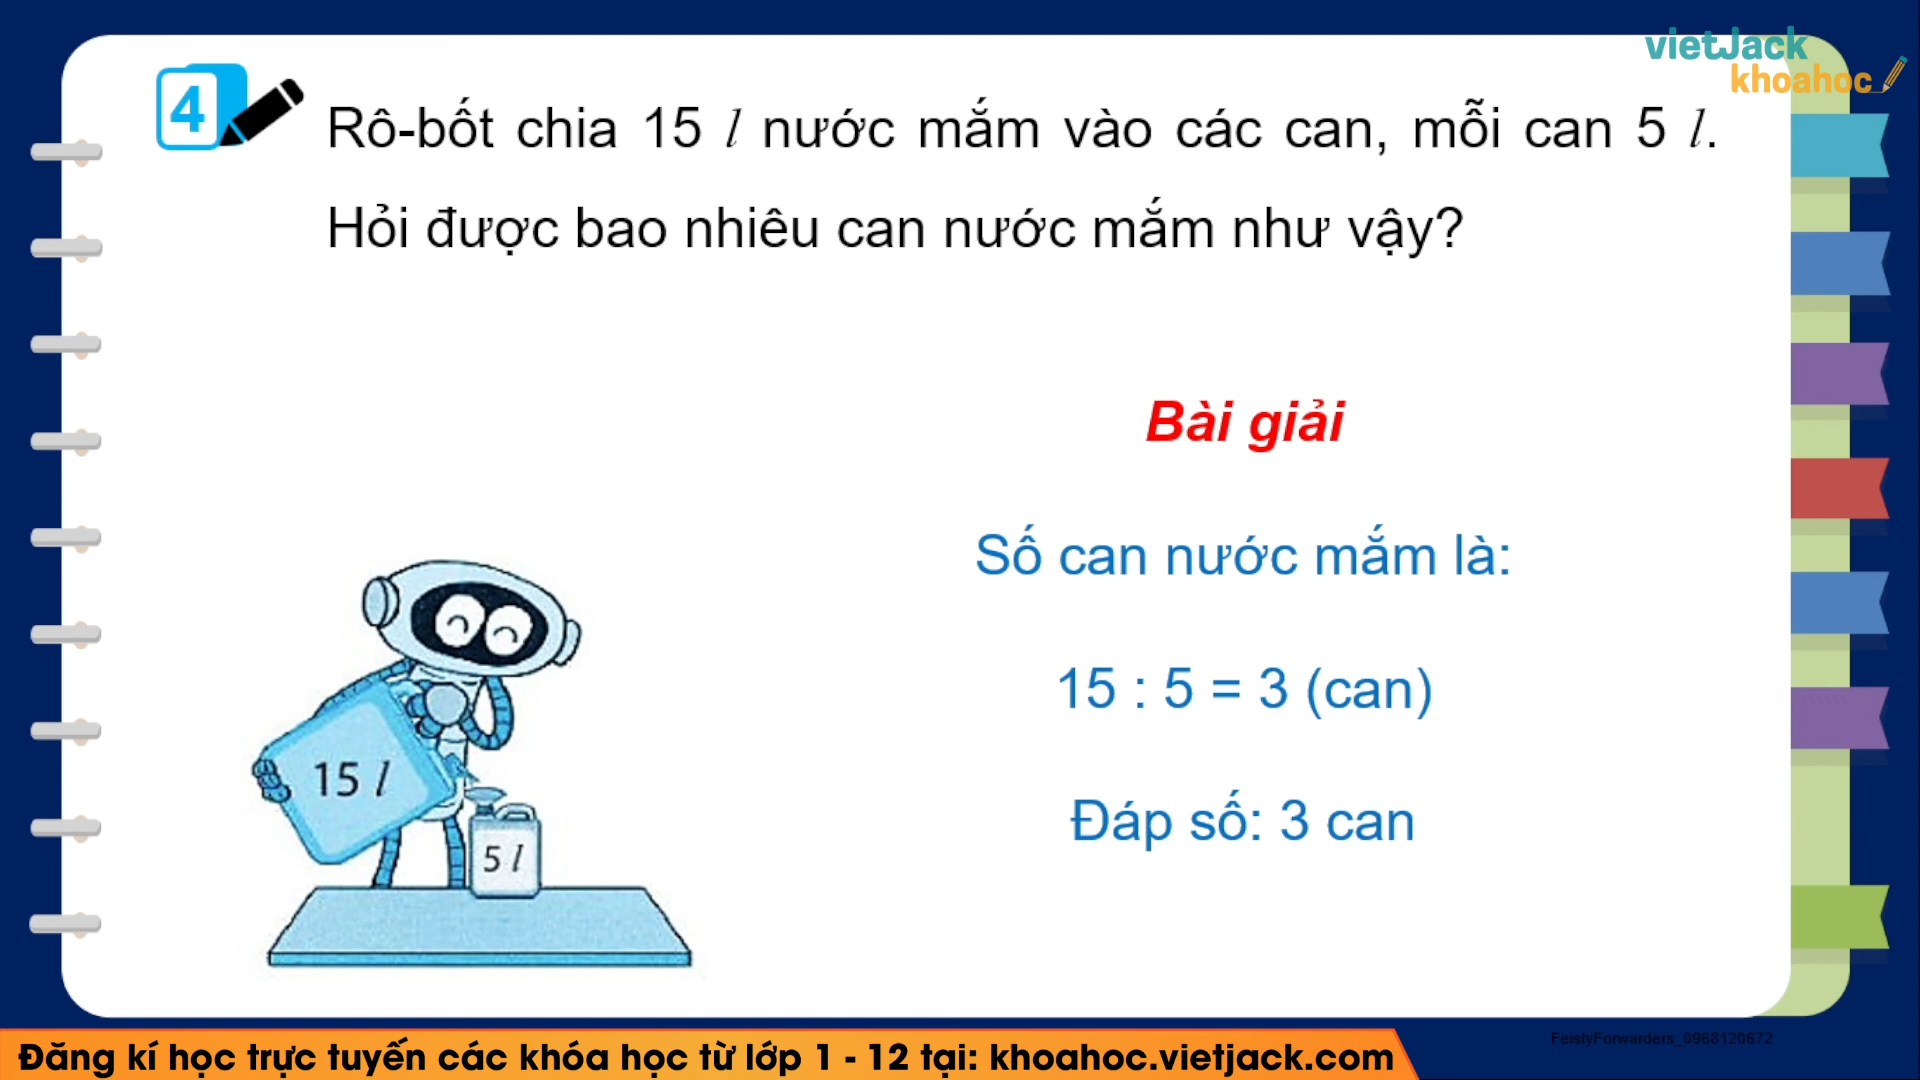 vietJack
khoahoc
4
Rô-bốt chia 15 l nước mắm vào các can, mỗi can 5 l.
Hỏi được bao nhiêu can nước mắm như vậy?
Bài giải
Số can nước mắm là:
15 : 5 = 3 (can)
Đáp số: 3 can
15 l
5 l
FeistyForwarders_0968120672
Đăng kí học trực tuyến các khóa học từ lớp 1 - 12 tại: khoahoc.vietjack.com